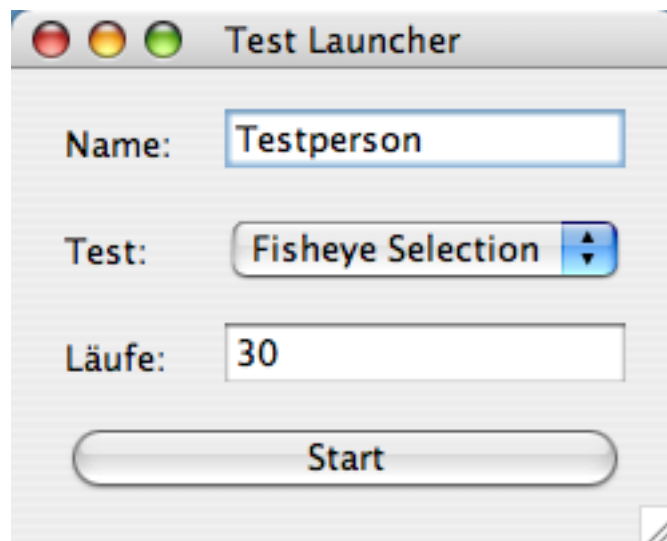 Test Launcher
Name: Testperson
Test: Fisheye Selection
Läufe: 30
Start